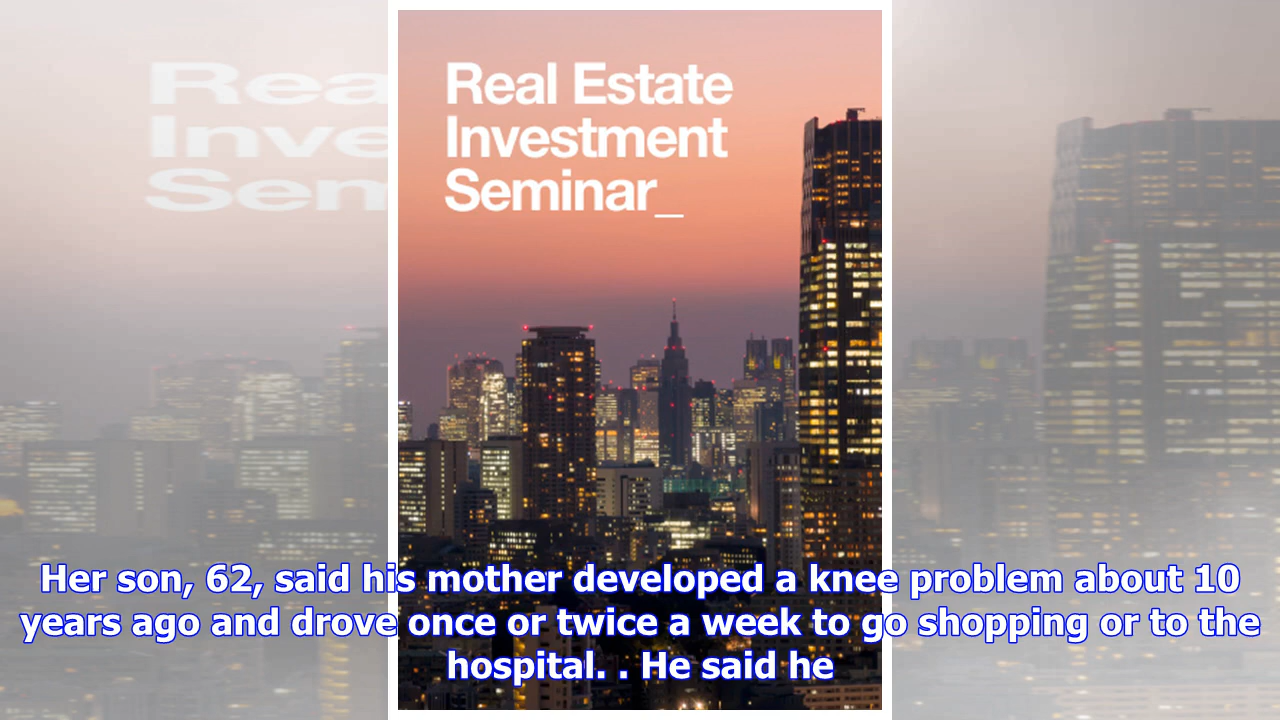 Real Estate
Investment
Seminar_
Her son, 62, said his mother developed a knee problem about 10
years ago and drove once or twice a week to go shopping or to the
hospital. . He said he